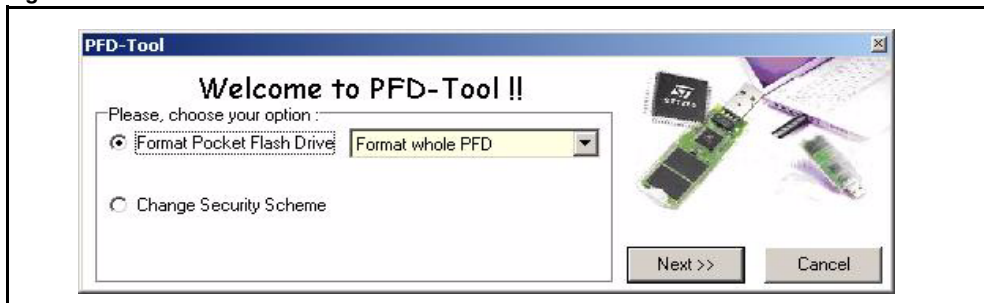 PFD-Tool
Welcome to PFD-Tool !!
Please, choose your option :
Format Pocket Flash Drive
Format whole PFD
Change Security Scheme
Next >>
Cancel